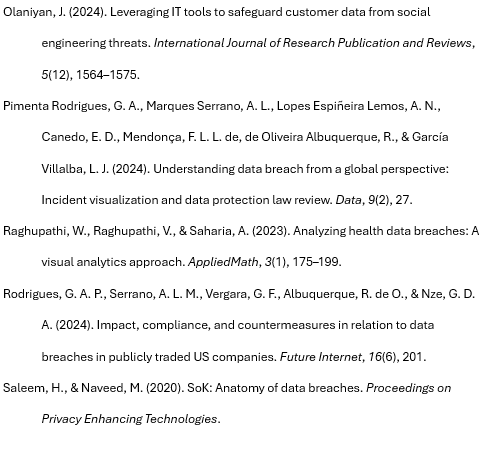 Olaniyan, J. (2024). Leveraging IT tools to safeguard customer data from social
engineering threats. International Journal of Research Publication and Reviews,
5(12), 1564–1575.
Pimenta Rodrigues, G. A., Marques Serrano, A. L., Lopes Espiñeira Lemos, A. N.,
Canedo, E. D., Mendonça, F. L. L. de, de Oliveira Albuquerque, R., & García
Villalba, L. J. (2024). Understanding data breach from a global perspective:
Incident visualization and data protection law review. Data, 9(2), 27.
Raghupathi, W., Raghupathi, V., & Saharia, A. (2023). Analyzing health data breaches: A
visual analytics approach. AppliedMath, 3(1), 175–199.
Rodrigues, G. A. P., Serrano, A. L. M., Vergara, G. F., Albuquerque, R. de O., & Nze, G. D.
A. (2024). Impact, compliance, and countermeasures in relation to data
breaches in publicly traded US companies. Future Internet, 16(6), 201.
Saleem, H., & Naveed, M. (2020). SoK: Anatomy of data breaches. Proceedings on
Privacy Enhancing Technologies.